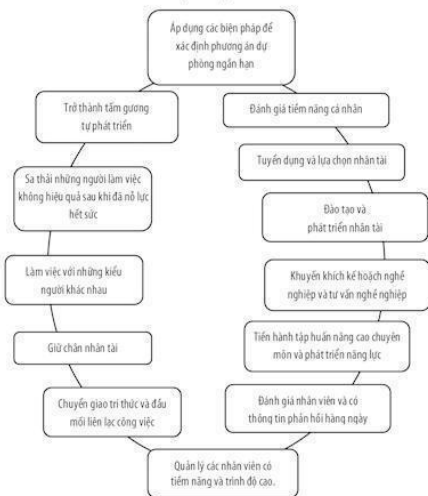 Áp dụng các biện pháp để
xác định phương án dự
phòng ngắn hạn
Đánh giá tiềm năng cá nhân
Tuyển dụng và lựa chọn nhân tài
Đào tạo và
phát triển nhân tài
Khuyến khích kế hoạch nghề
nghiệp và tư vấn nghề nghiệp
Tiến hành tập huấn nâng cao chuyên
môn và phát triển năng lực
Đánh giá nhân viên và có
thông tin phản hồi hàng ngày
Quản lý các nhân viên có
tiềm năng và trình độ cao.
Chuyển giao tri thức và đầu
mối liên lạc công việc
Giữ chân nhân tài
Làm việc với những kiểu
người khác nhau
Sa thải những người làm việc
không hiệu quả sau khi đã nỗ lực
hết sức
Trở thành tấm gương
tự phát triển